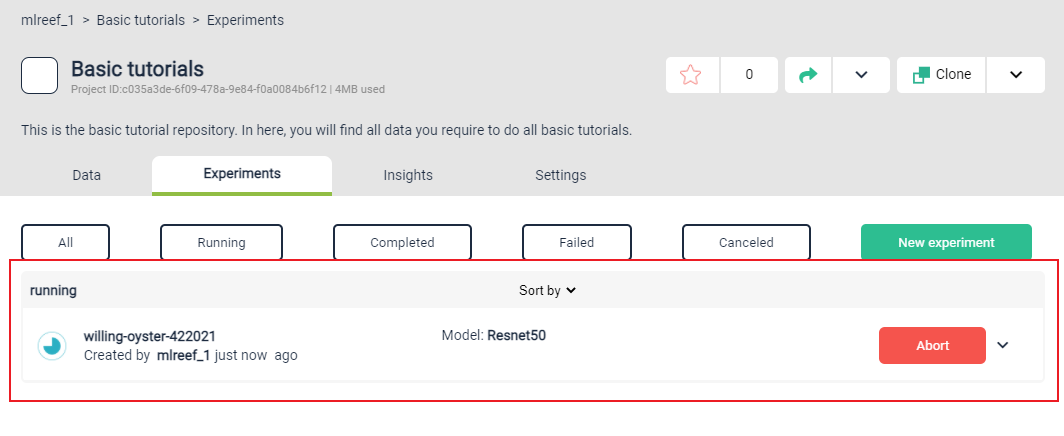 mlreef_1 > Basic tutorials > Experiments
Basic tutorials
Project ID:c035a3de-6f09-478a-9e84-f0a0084b6f12 | 4MB used
0
Clone
This is the basic tutorial repository. In here, you will find all data you require to do all basic tutorials.
Data Experiments Insights Settings
All Running Completed Failed Canceled New experiment
running Sort by
willing-oyster-422021 Model: Resnet50
Created by mlreef_1 just now ago
Abort